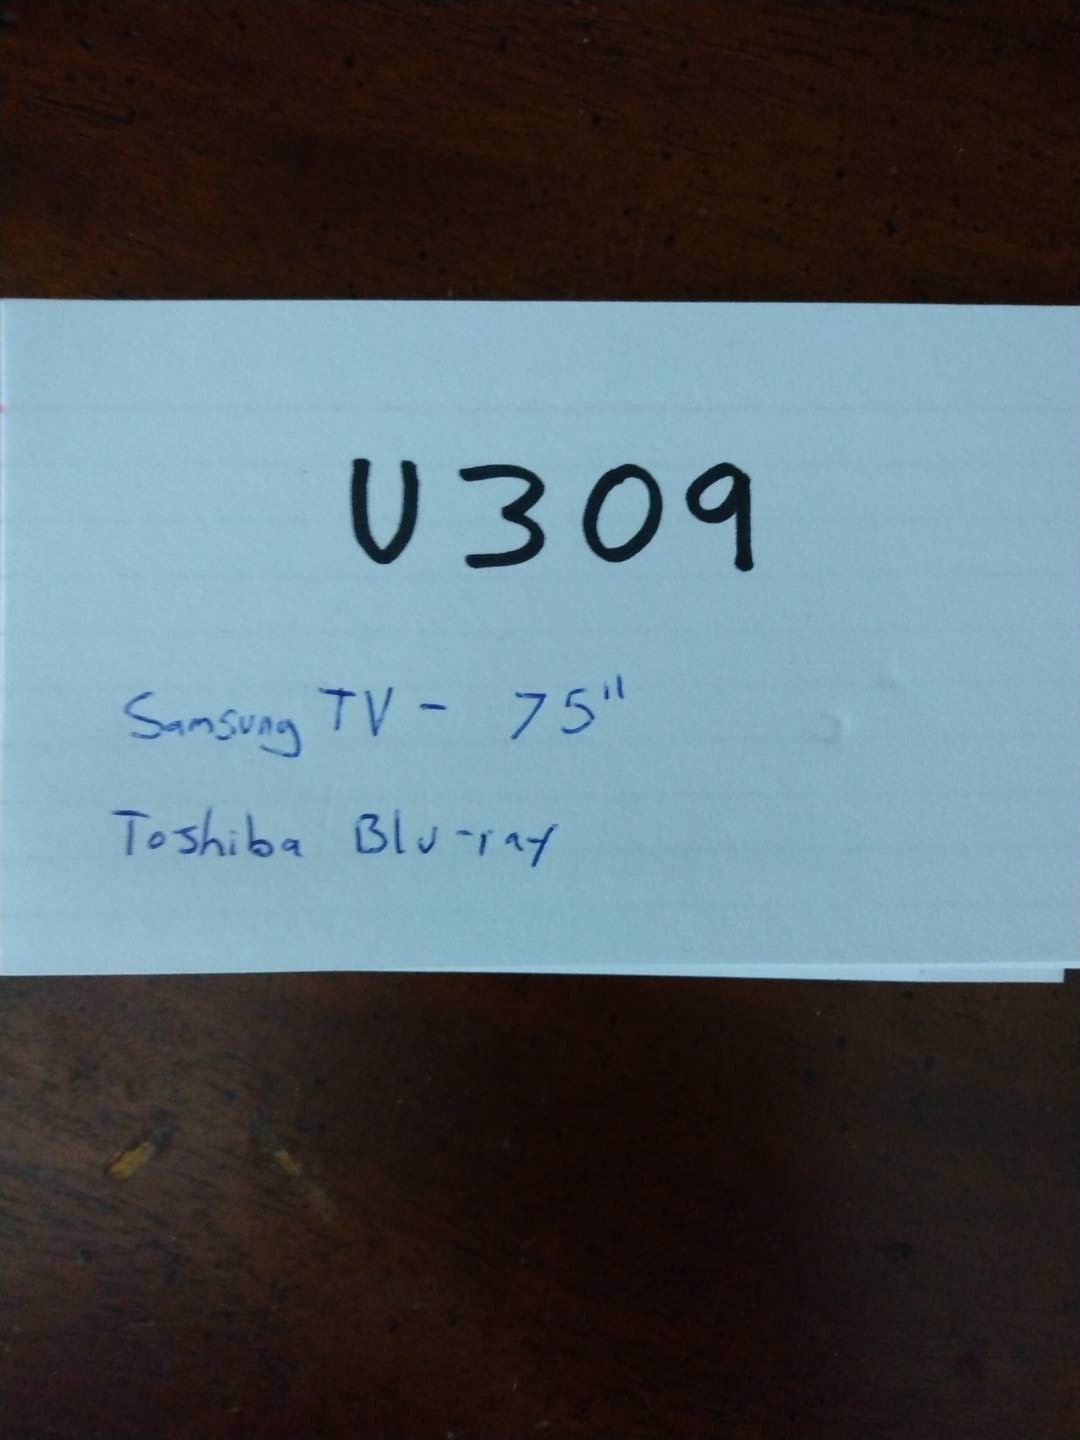 U309
Samsung TV - 75"
Toshiba Blu-ray